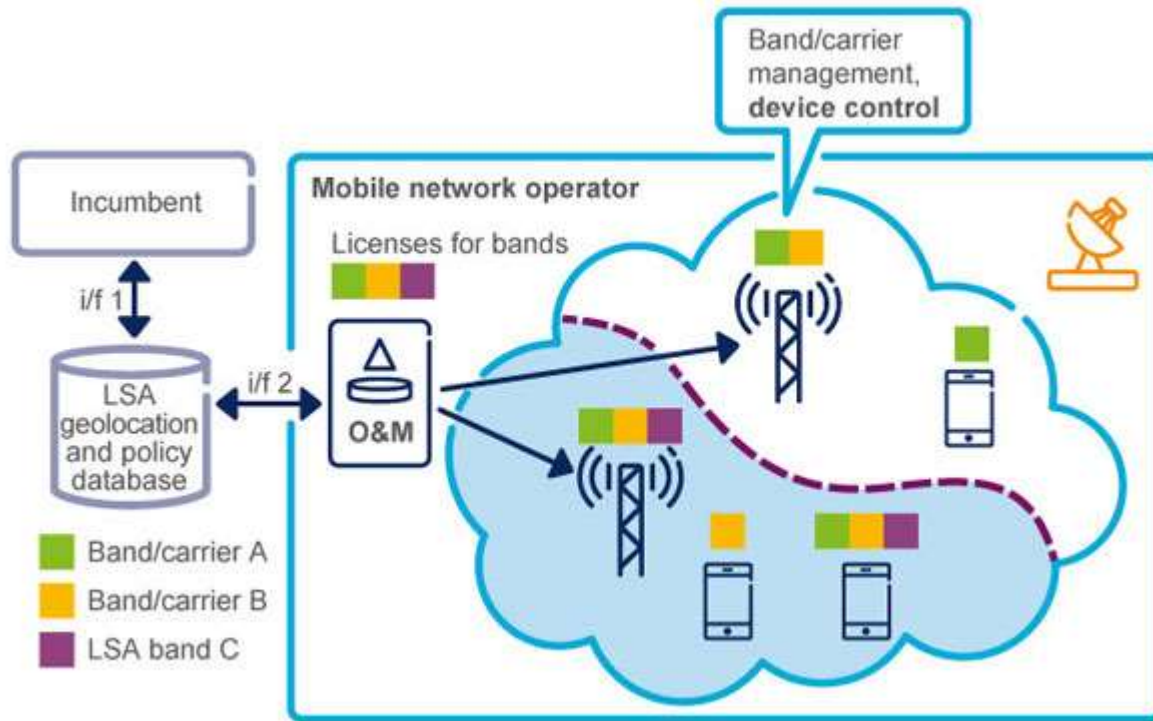 Band/carrier
management,
device control
Incumbent
Mobile network operator
Licenses for bands
i/f 1
i/f 2
LSA
geolocation
and policy
database
O&M
Band/carrier A
Band/carrier B
LSA band C